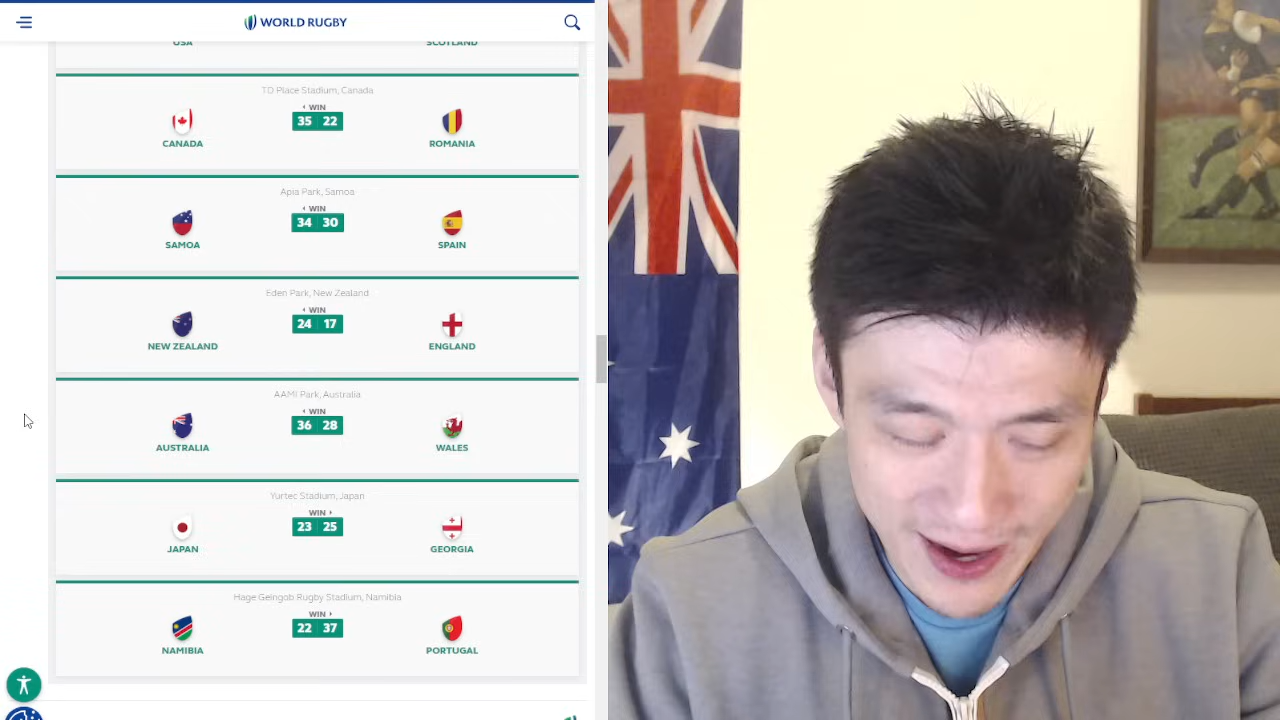 WORLD RUGBY
USA
SCOTLAND
TD Place Stadium, Canada
WIN
35 22
CANADA
ROMANIA
Apia Park, Samoa
WIN
34 30
SAMOA
SPAIN
Eden Park, New Zealand
WIN
24 17
NEW ZEALAND
ENGLAND
AAMI Park, Australia
WIN
36 28
AUSTRALIA
WALES
Yurtec Stadium, Japan
WIN
23 25
JAPAN
GEORGIA
Hage Geingob Rugby Stadium, Namibia
WIN
22 37
NAMIBIA
PORTUGAL